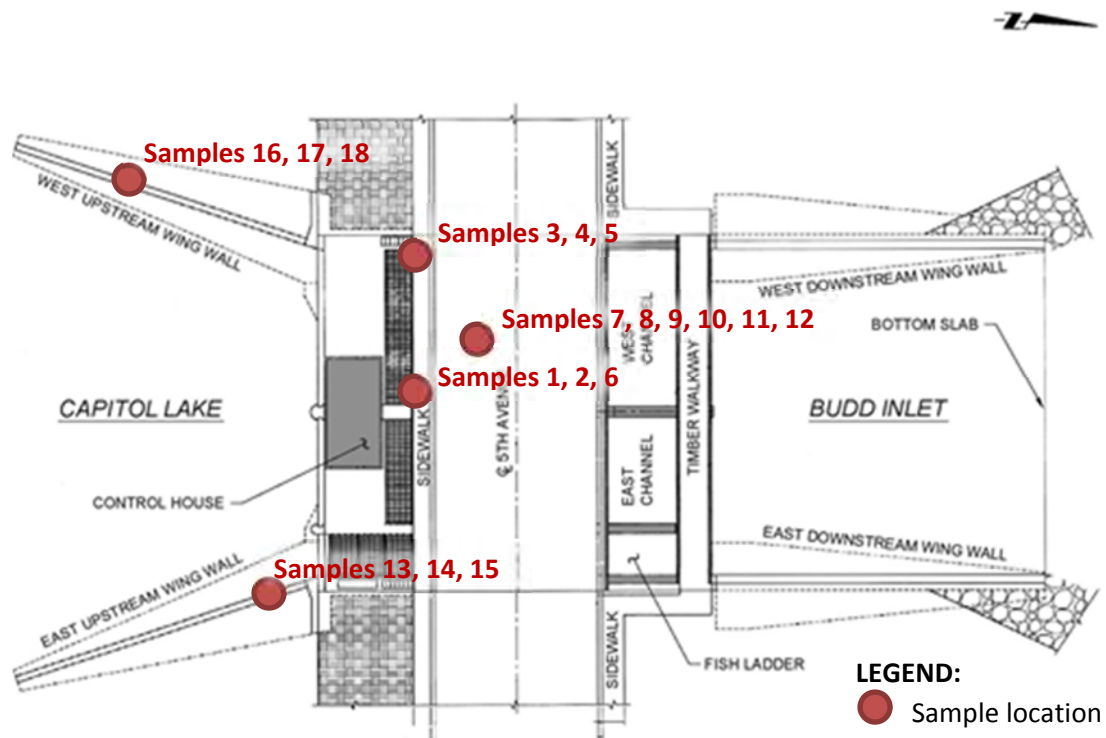 Z
Samples 16, 17, 18
WEST UPSTREAM WING WALL
SIDEWALK
Samples 3, 4, 5
WEST DOWNSTREAM WING WALL
Samples 7, 8, 9, 10, 11, 12
WEST
CHANNEL
BOTTOM SLAB
Samples 1, 2, 6
CAPITOL LAKE
SIDEWALK
℄ 5TH AVENUE
TIMBER WALKWAY
BUDD INLET
EAST
CHANNEL
CONTROL HOUSE
EAST DOWNSTREAM WING WALL
Samples 13, 14, 15
EAST UPSTREAM WING WALL
SIDEWALK
FISH LADDER
LEGEND:
Sample location